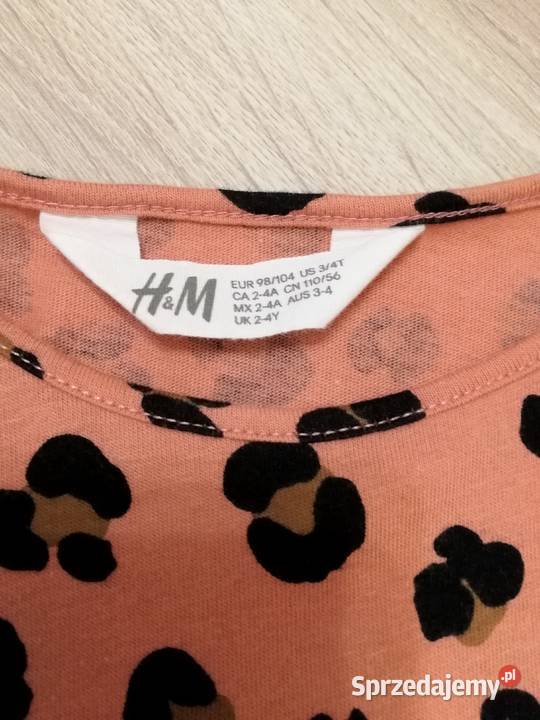 H&M
EUR 98/104 US 3/4T
CA 2-4A CN 110/56
MX 2-4A AUS 3-4
UK 2-4Y
Sprzedajemy.pl